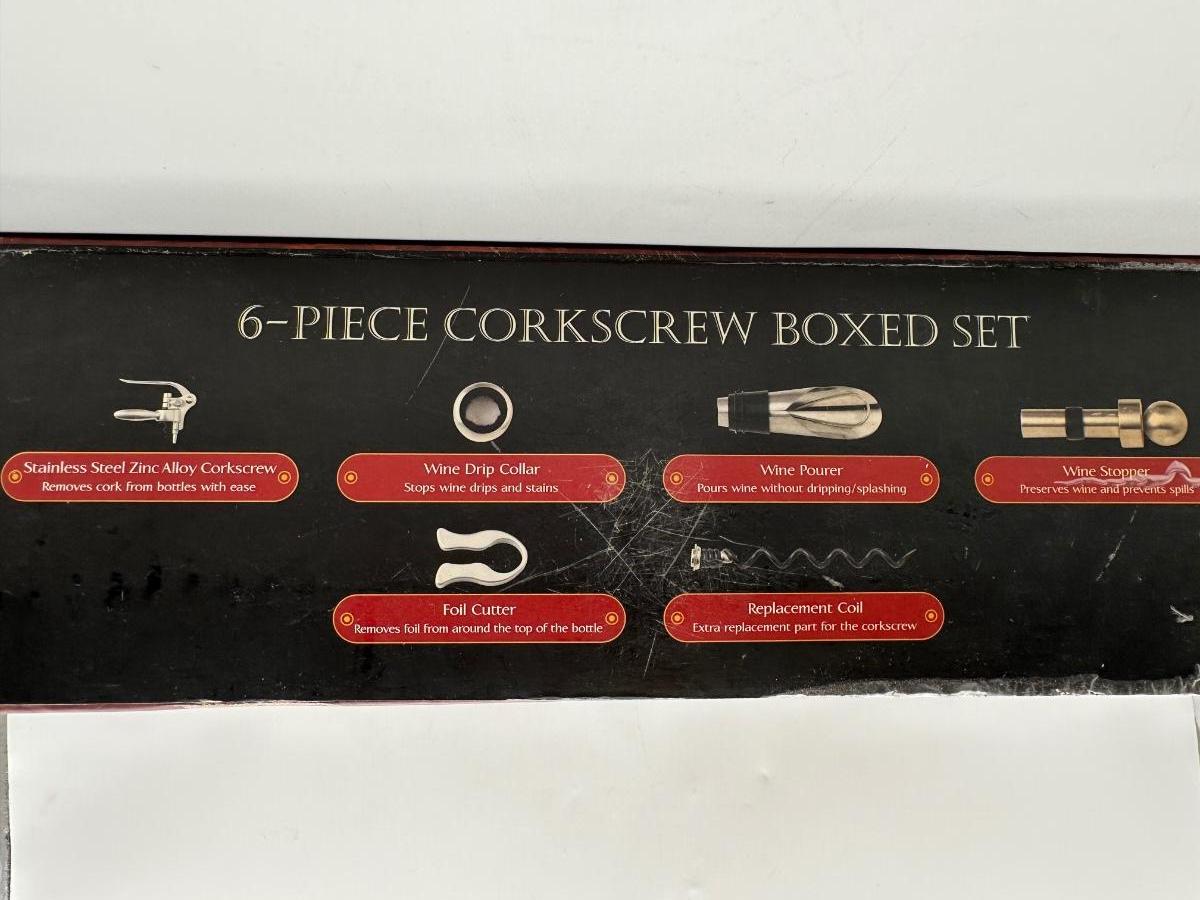 6-PIECE CORKSCREW BOXED SET
Stainless Steel Zinc Alloy Corkscrew
Removes cork from bottles with ease
Wine Drip Collar
Stops wine drips and stains
Wine Pourer
Pours wine without dripping/splashing
Wine Stopper
Preserves wine and prevents spills
Foil Cutter
Removes foil from around the top of the bottle
Replacement Coil
Extra replacement part for the corkscrew